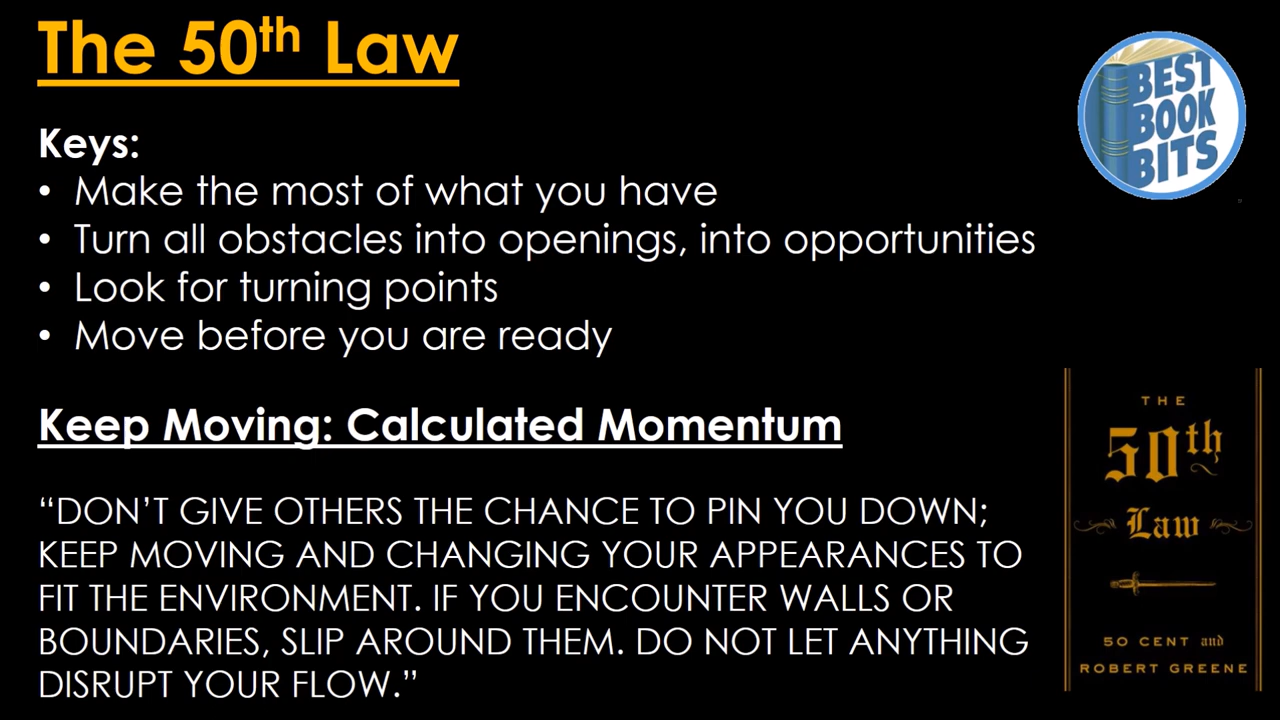 The 50th Law
BEST
BOOK
BITS
Keys:
• Make the most of what you have
• Turn all obstacles into openings, into opportunities
• Look for turning points
• Move before you are ready
Keep Moving: Calculated Momentum
“DON’T GIVE OTHERS THE CHANCE TO PIN YOU DOWN;
KEEP MOVING AND CHANGING YOUR APPEARANCES TO
FIT THE ENVIRONMENT. IF YOU ENCOUNTER WALLS OR
BOUNDARIES, SLIP AROUND THEM. DO NOT LET ANYTHING
DISRUPT YOUR FLOW.”
THE
50th
Law
50 CENT and
ROBERT GREENE